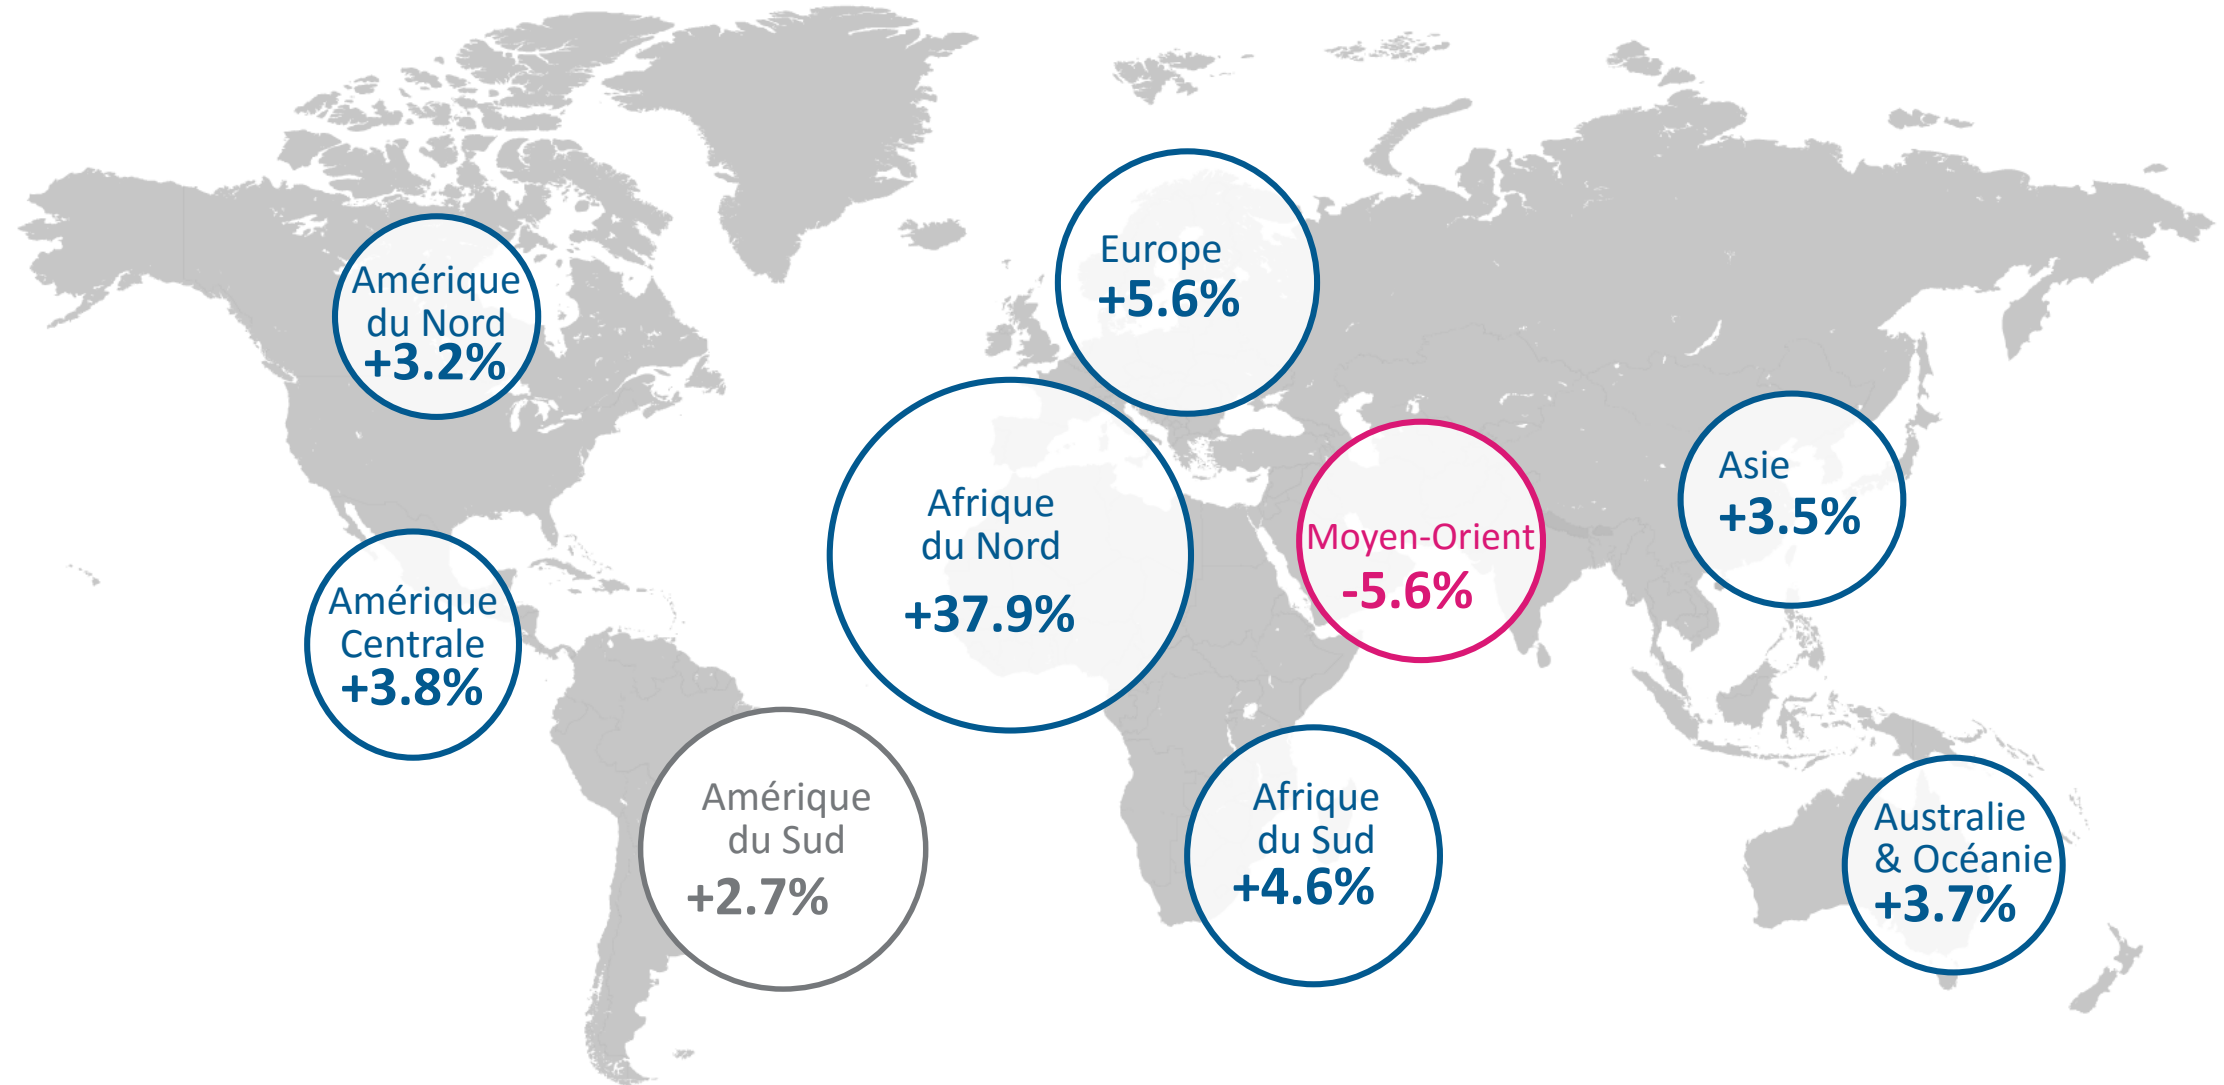 Europe
+5.6%
Amérique
du Nord
+3.2%
Asie
+3.5%
Afrique
du Nord
+37.9%
Moyen-Orient
-5.6%
Amérique
Centrale
+3.8%
Amérique
du Sud
+2.7%
Afrique
du Sud
+4.6%
Australie
& Océanie
+3.7%